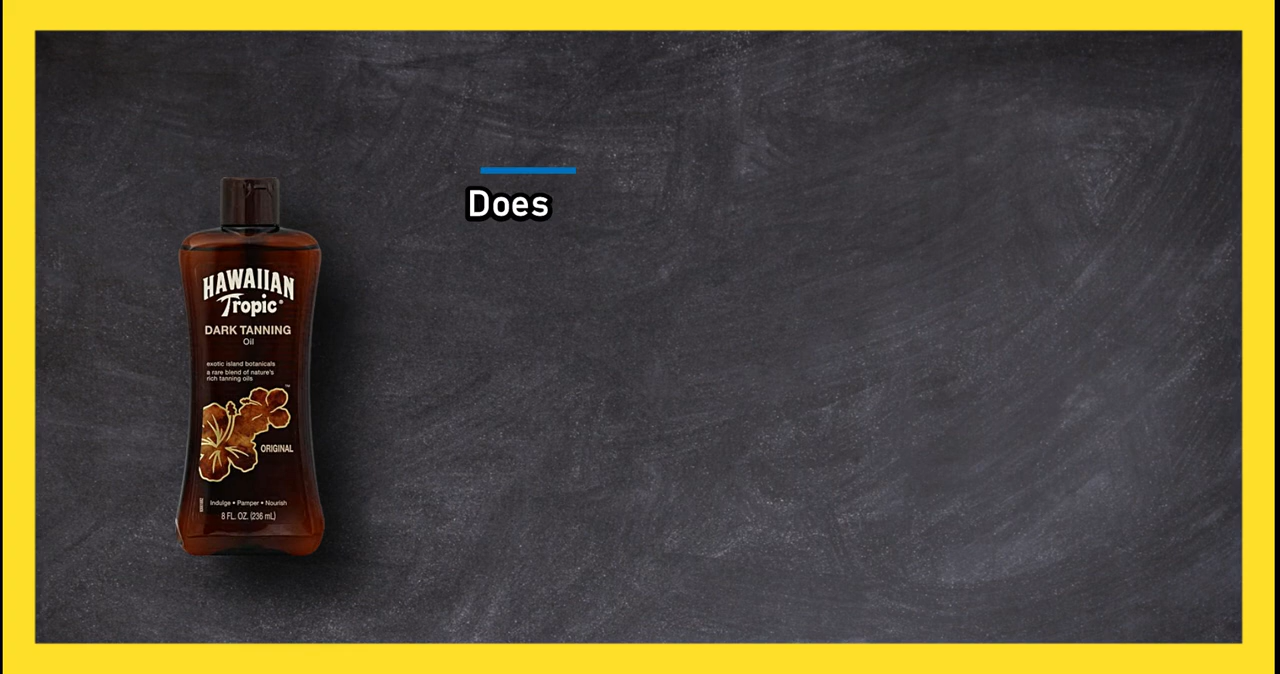 Does
HAWAIIAN
Tropic®
DARK TANNING
Oil
exotic island botanicals
a rare blend of nature's
rich tanning oils
™
ORIGINAL
Indulge • Pamper • Nourish
8 FL. OZ. (236 mL)